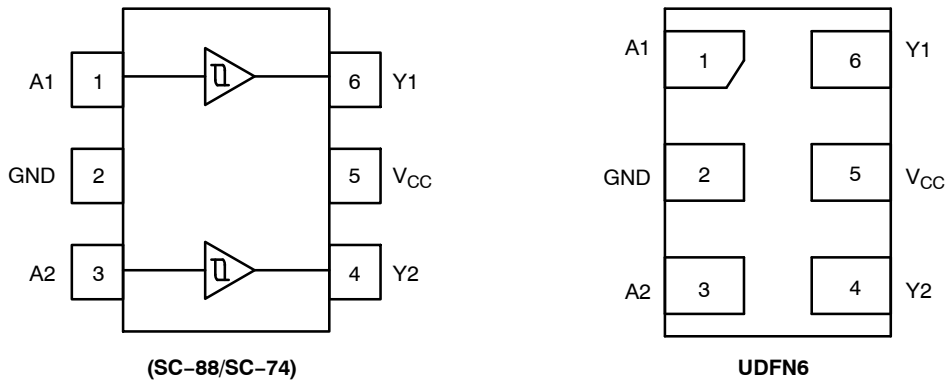 A1 1 6 Y1
GND 2 5 VCC
A2 3 4 Y2
(SC−88/SC−74)
A1 1 6 Y1
GND 2 5 VCC
A2 3 4 Y2
UDFN6